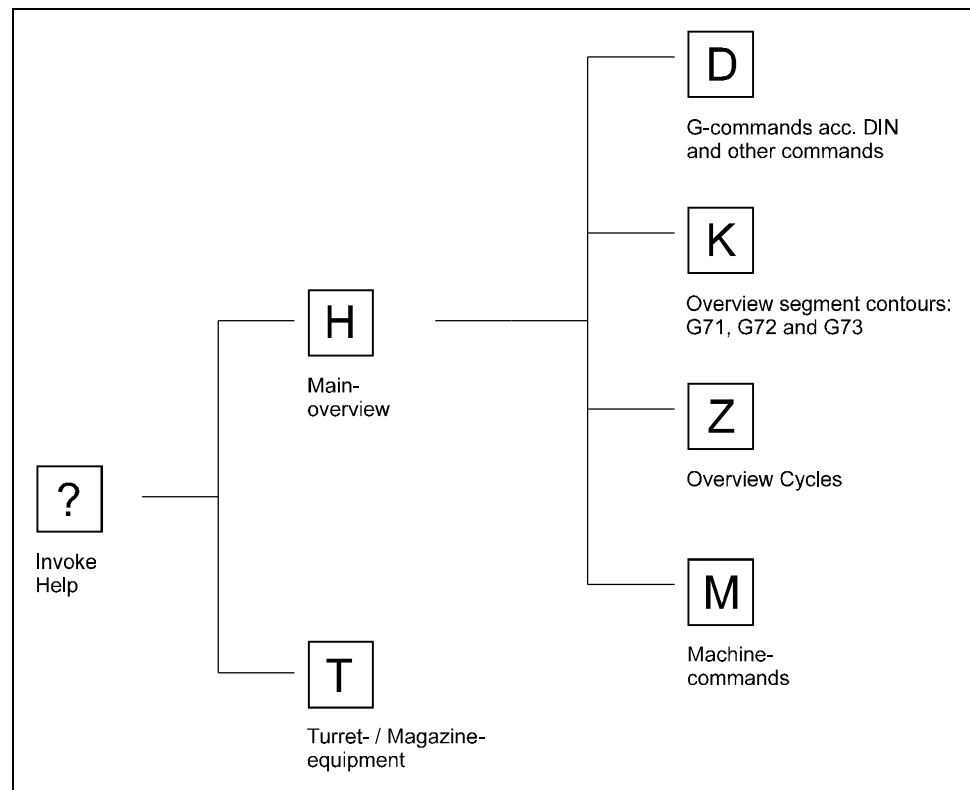 D
G-commands acc. DIN
and other commands
K
Overview segment contours:
G71, G72 and G73
H
Main-
overview
Z
Overview Cycles
?
Invoke
Help
M
Machine-
commands
T
Turret- / Magazine-
equipment